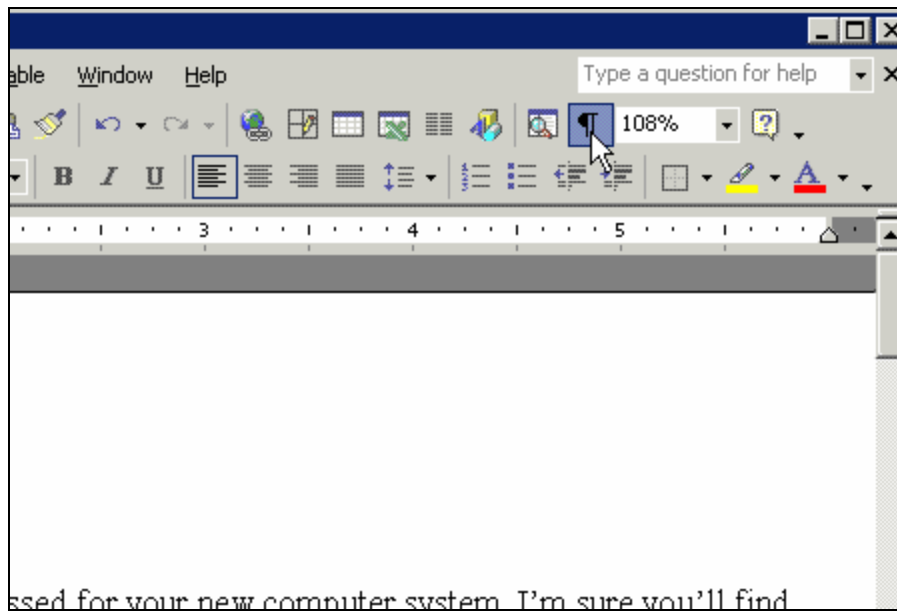 able Window Help Type a question for help
¶ 108%
B I U A
3 4 5
ssed for your new computer system. I'm sure you'll find